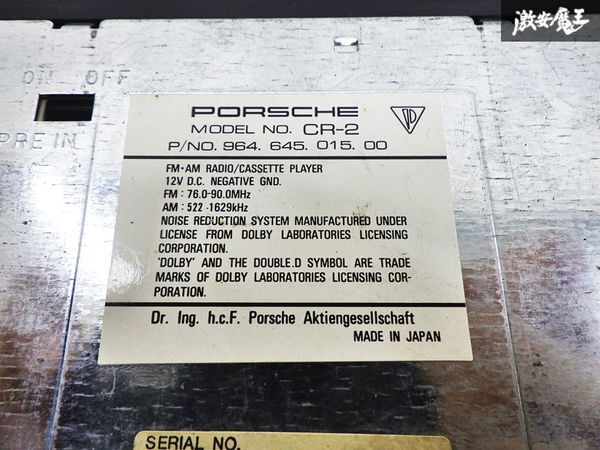 激安魔王
ON OFF
PRE IN
PORSCHE
MODEL NO. CR-2
P/NO. 964. 645. 015. 00
FM·AM RADIO/CASSETTE PLAYER
12V D.C. NEGATIVE GND.
FM : 76.0-90.0MHz
AM : 522 -1629kHz
NOISE REDUCTION SYSTEM MANUFACTURED UNDER
LICENSE FROM DOLBY LABORATORIES LICENSING
CORPORATION.
'DOLBY' AND THE DOUBLE.D SYMBOL ARE TRADE
MARKS OF DOLBY LABORATORIES LICENSING COR-
PORATION.
Dr. Ing. h.c.F. Porsche Aktiengesellschaft
MADE IN JAPAN
SERIAL NO.